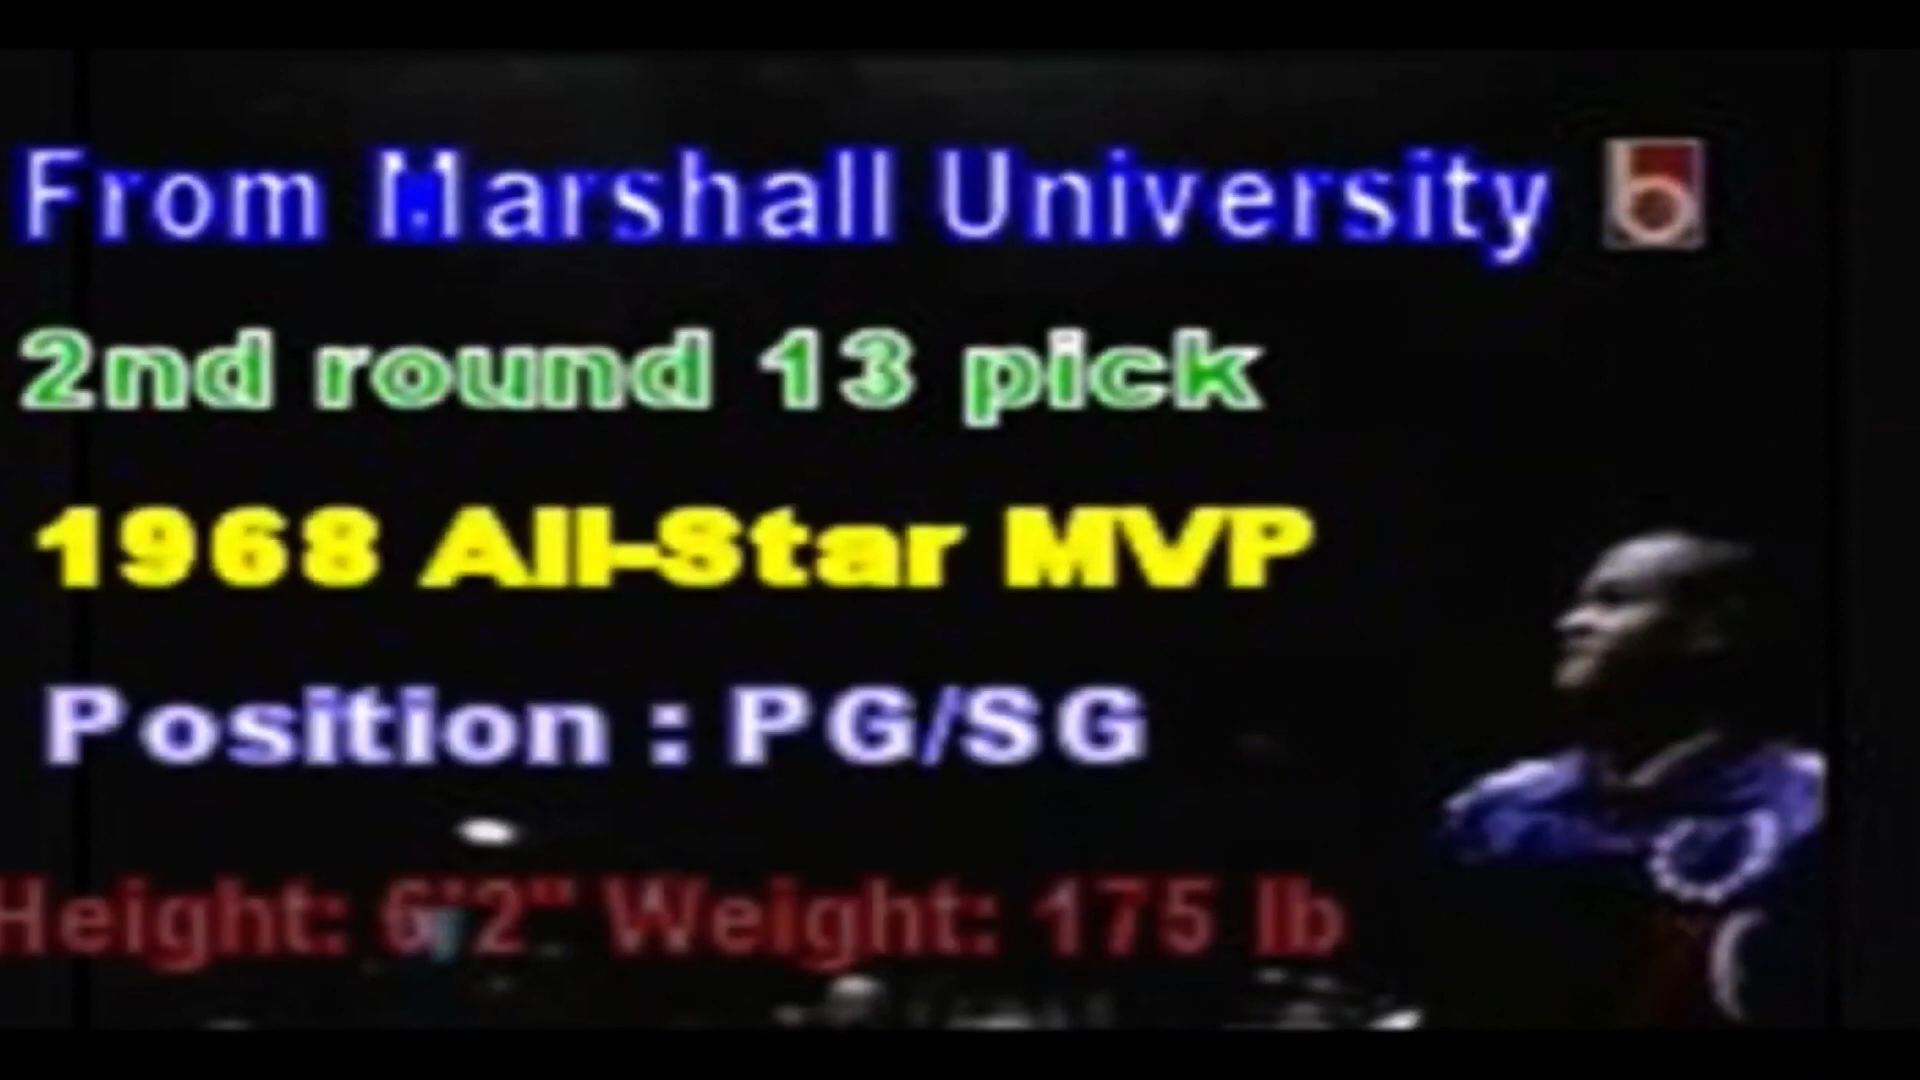 From Marshall University
2nd round 13 pick
1968 All-Star MVP
Position : PG/SG
Height: 6'2" Weight: 175 lb